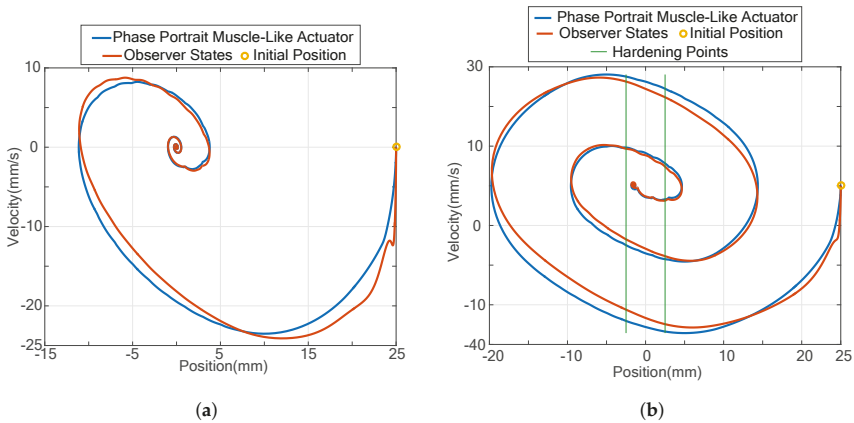 Phase Portrait Muscle-Like Actuator
Observer States Initial Position
10
0
-10
-20
-25
Velocity(mm/s)
-15
-5
5
15
25
Position(mm)
(a)
Phase Portrait Muscle-Like Actuator
Observer States Initial Position
Hardening Points
30
10
0
-10
-40
Velocity(mm/s)
-20
-10
0
10
20
25
Position(mm)
(b)